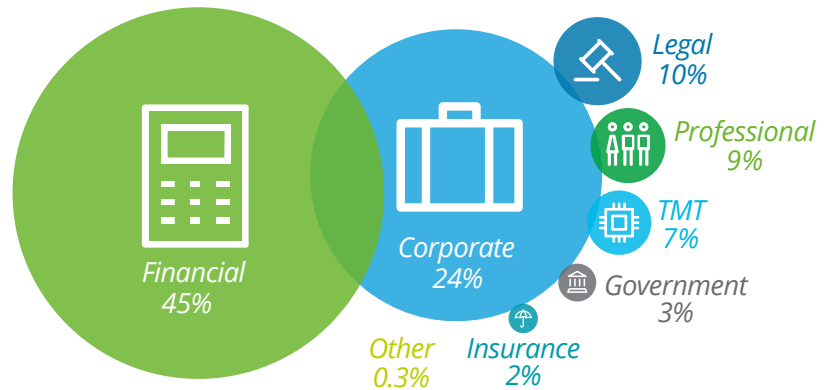 Financial
45%
Corporate
24%
Legal
10%
Professional
9%
TMT
7%
Government
3%
Insurance
2%
Other
0.3%